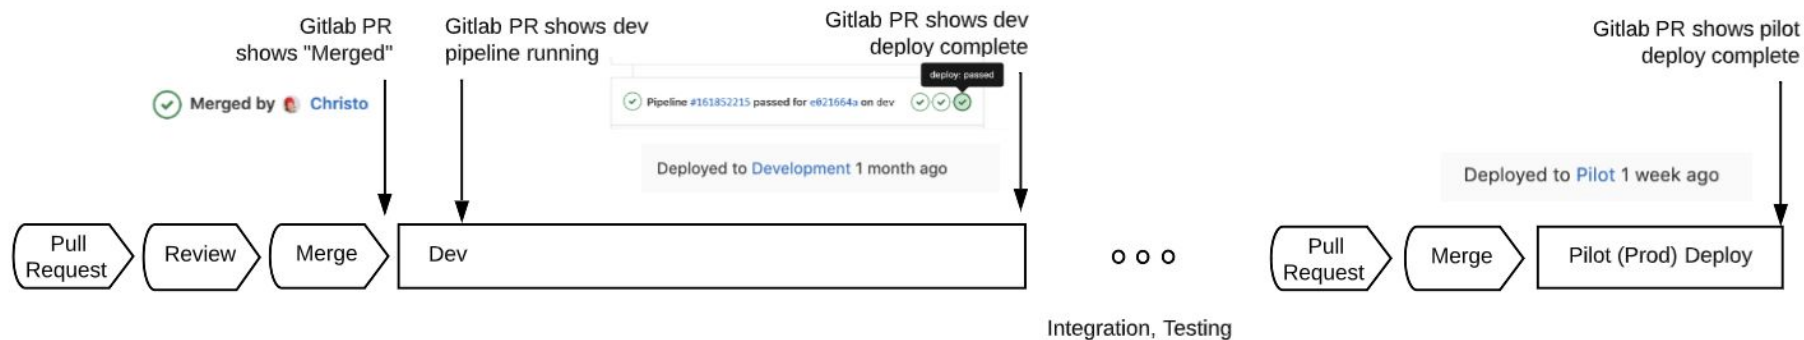 Gitlab PR
shows "Merged"
Gitlab PR shows dev
pipeline running
Gitlab PR shows dev
deploy complete
Gitlab PR shows pilot
deploy complete
deploy: passed
Merged by Christo
Pipeline #161852215 passed for e021664a on dev
Deployed to Development 1 month ago
Deployed to Pilot 1 week ago
Pull
Request
Review
Merge
Dev
Pull
Request
Merge
Pilot (Prod) Deploy
Integration, Testing